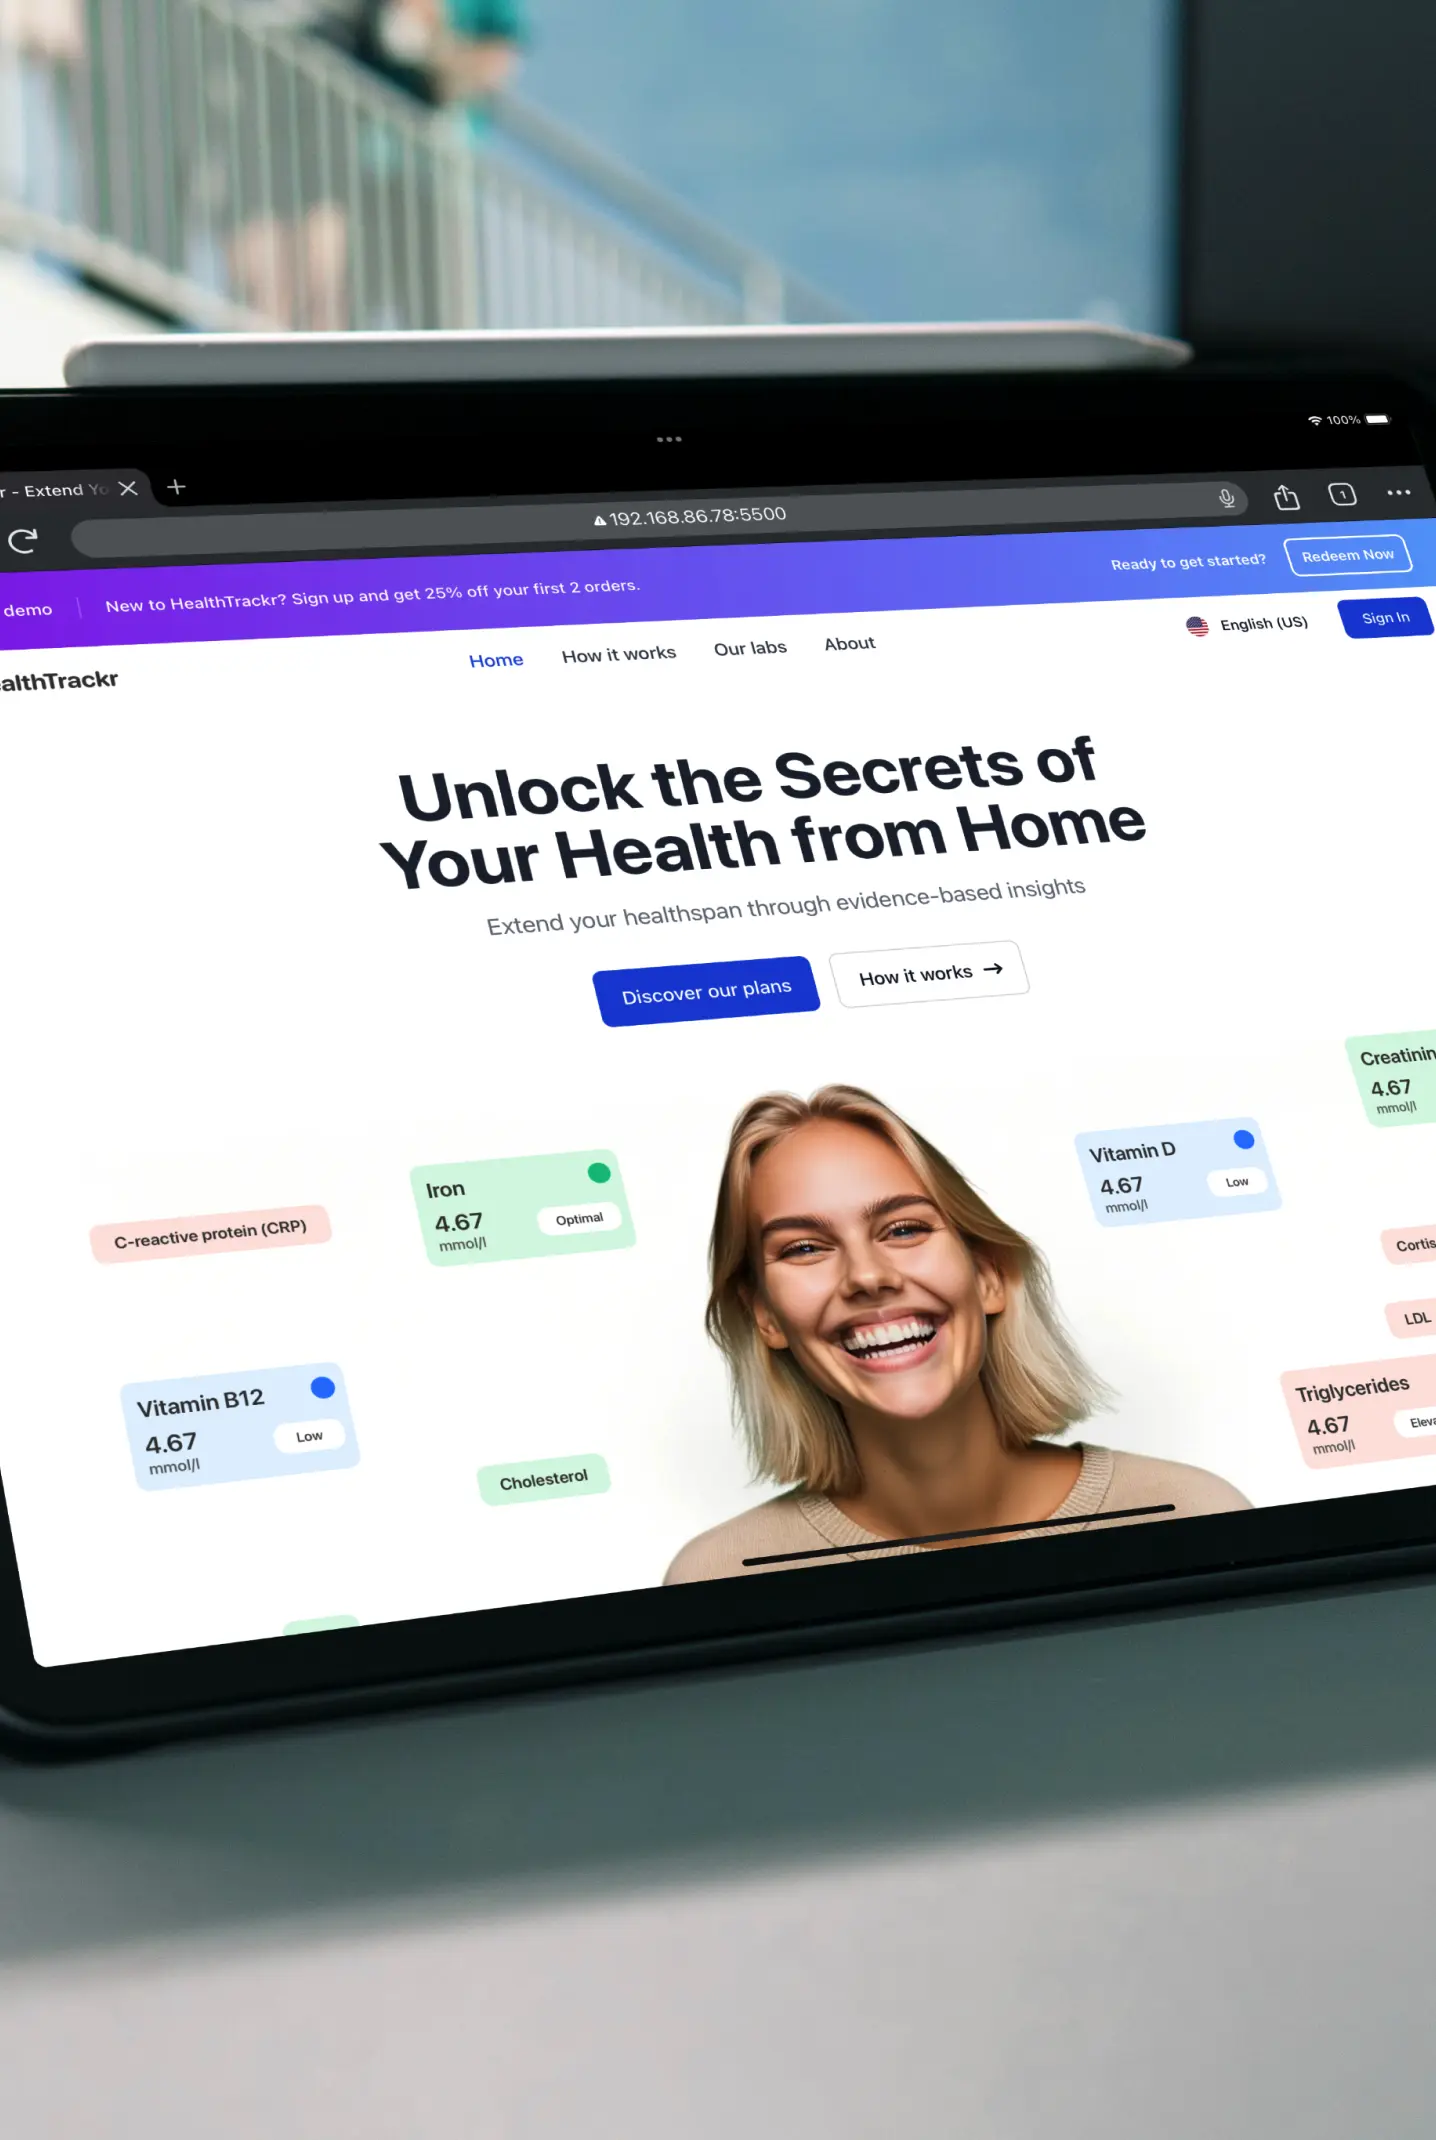 100%
r - Extend Yo
192.168.86.78:5500
1
demo
New to HealthTrackr? Sign up and get 25% off your first 2 orders.
Ready to get started?
Redeem Now
althTrackr
Home
How it works
Our labs
About
English (US)
Sign In
Unlock the Secrets of
Your Health from Home
Extend your healthspan through evidence-based insights
Discover our plans
How it works →
Creatinin
4.67
mmol/l
Vitamin D
4.67
mmol/l
Low
Iron
4.67
mmol/l
Optimal
C-reactive protein (CRP)
Cortis
LDL
Vitamin B12
4.67
mmol/l
Low
Triglycerides
4.67
mmol/l
Eleva
Cholesterol